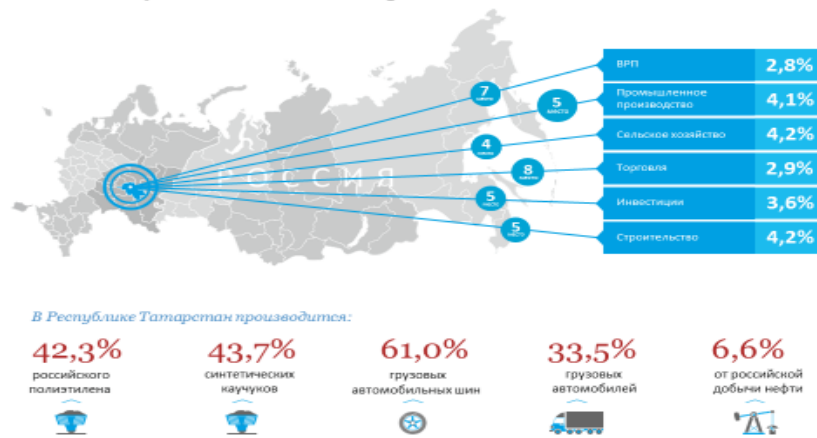 РОССИЯ
7
место
5
место
4
место
8
место
5
место
5
место
ВРП 2,8%
Промышленное
производство 4,1%
Сельское хозяйство 4,2%
Торговля 2,9%
Инвестиции 3,6%
Строительство 4,2%
В Республике Татарстан производится:
42,3% 43,7% 61,0% 33,5% 6,6%
российского синтетических грузовых грузовых от российской
полиэтилена каучуков автомобильных шин автомобилей добычи нефти